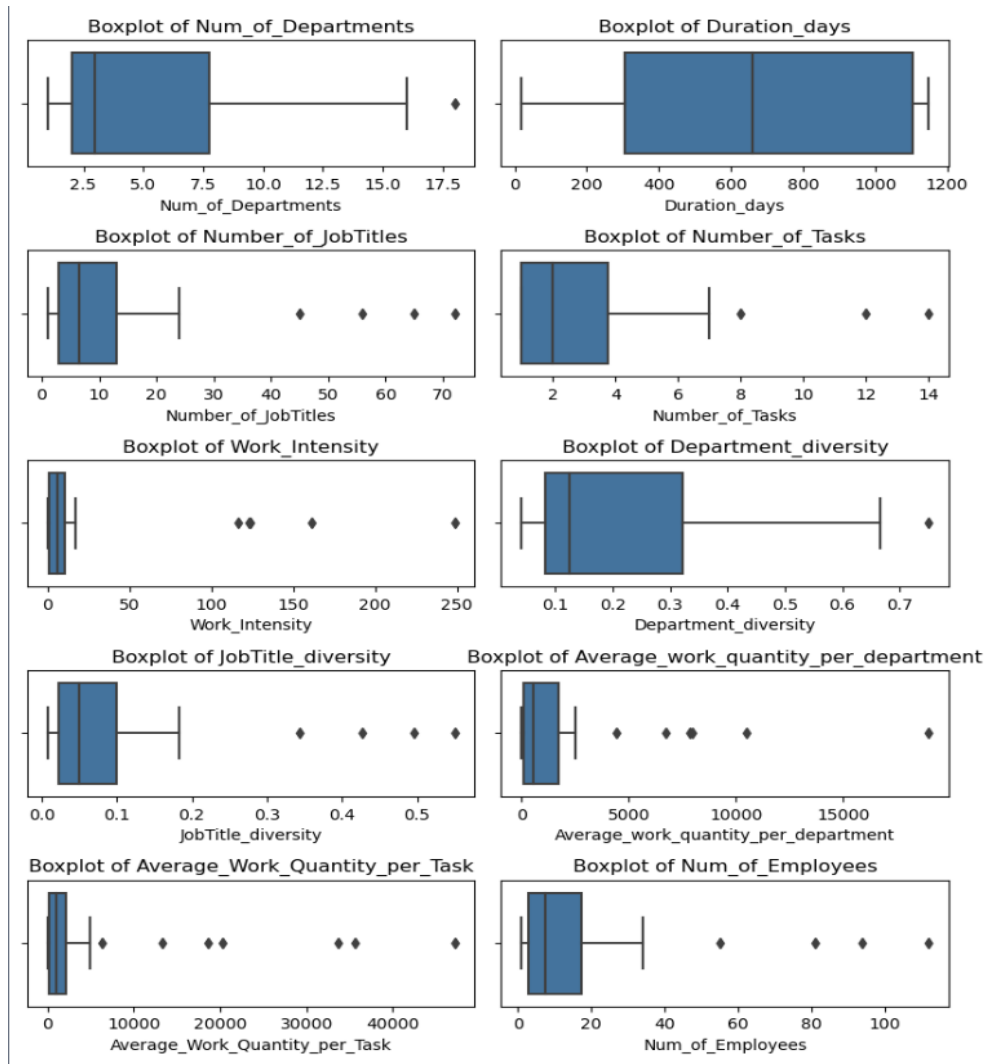 Boxplot of Num_of_Departments
2.5 5.0 7.5 10.0 12.5 15.0 17.5
Num_of_Departments
Boxplot of Duration_days
0 200 400 600 800 1000 1200
Duration_days
Boxplot of Number_of_JobTitles
0 10 20 30 40 50 60 70
Number_of_JobTitles
Boxplot of Number_of_Tasks
2 4 6 8 10 12 14
Number_of_Tasks
Boxplot of Work_Intensity
0 50 100 150 200 250
Work_Intensity
Boxplot of Department_diversity
0.1 0.2 0.3 0.4 0.5 0.6 0.7
Department_diversity
Boxplot of JobTitle_diversity
0.0 0.1 0.2 0.3 0.4 0.5
JobTitle_diversity
Boxplot of Average_work_quantity_per_department
0 5000 10000 15000
Average_work_quantity_per_department
Boxplot of Average_Work_Quantity_per_Task
0 10000 20000 30000 40000
Average_Work_Quantity_per_Task
Boxplot of Num_of_Employees
0 20 40 60 80 100
Num_of_Employees